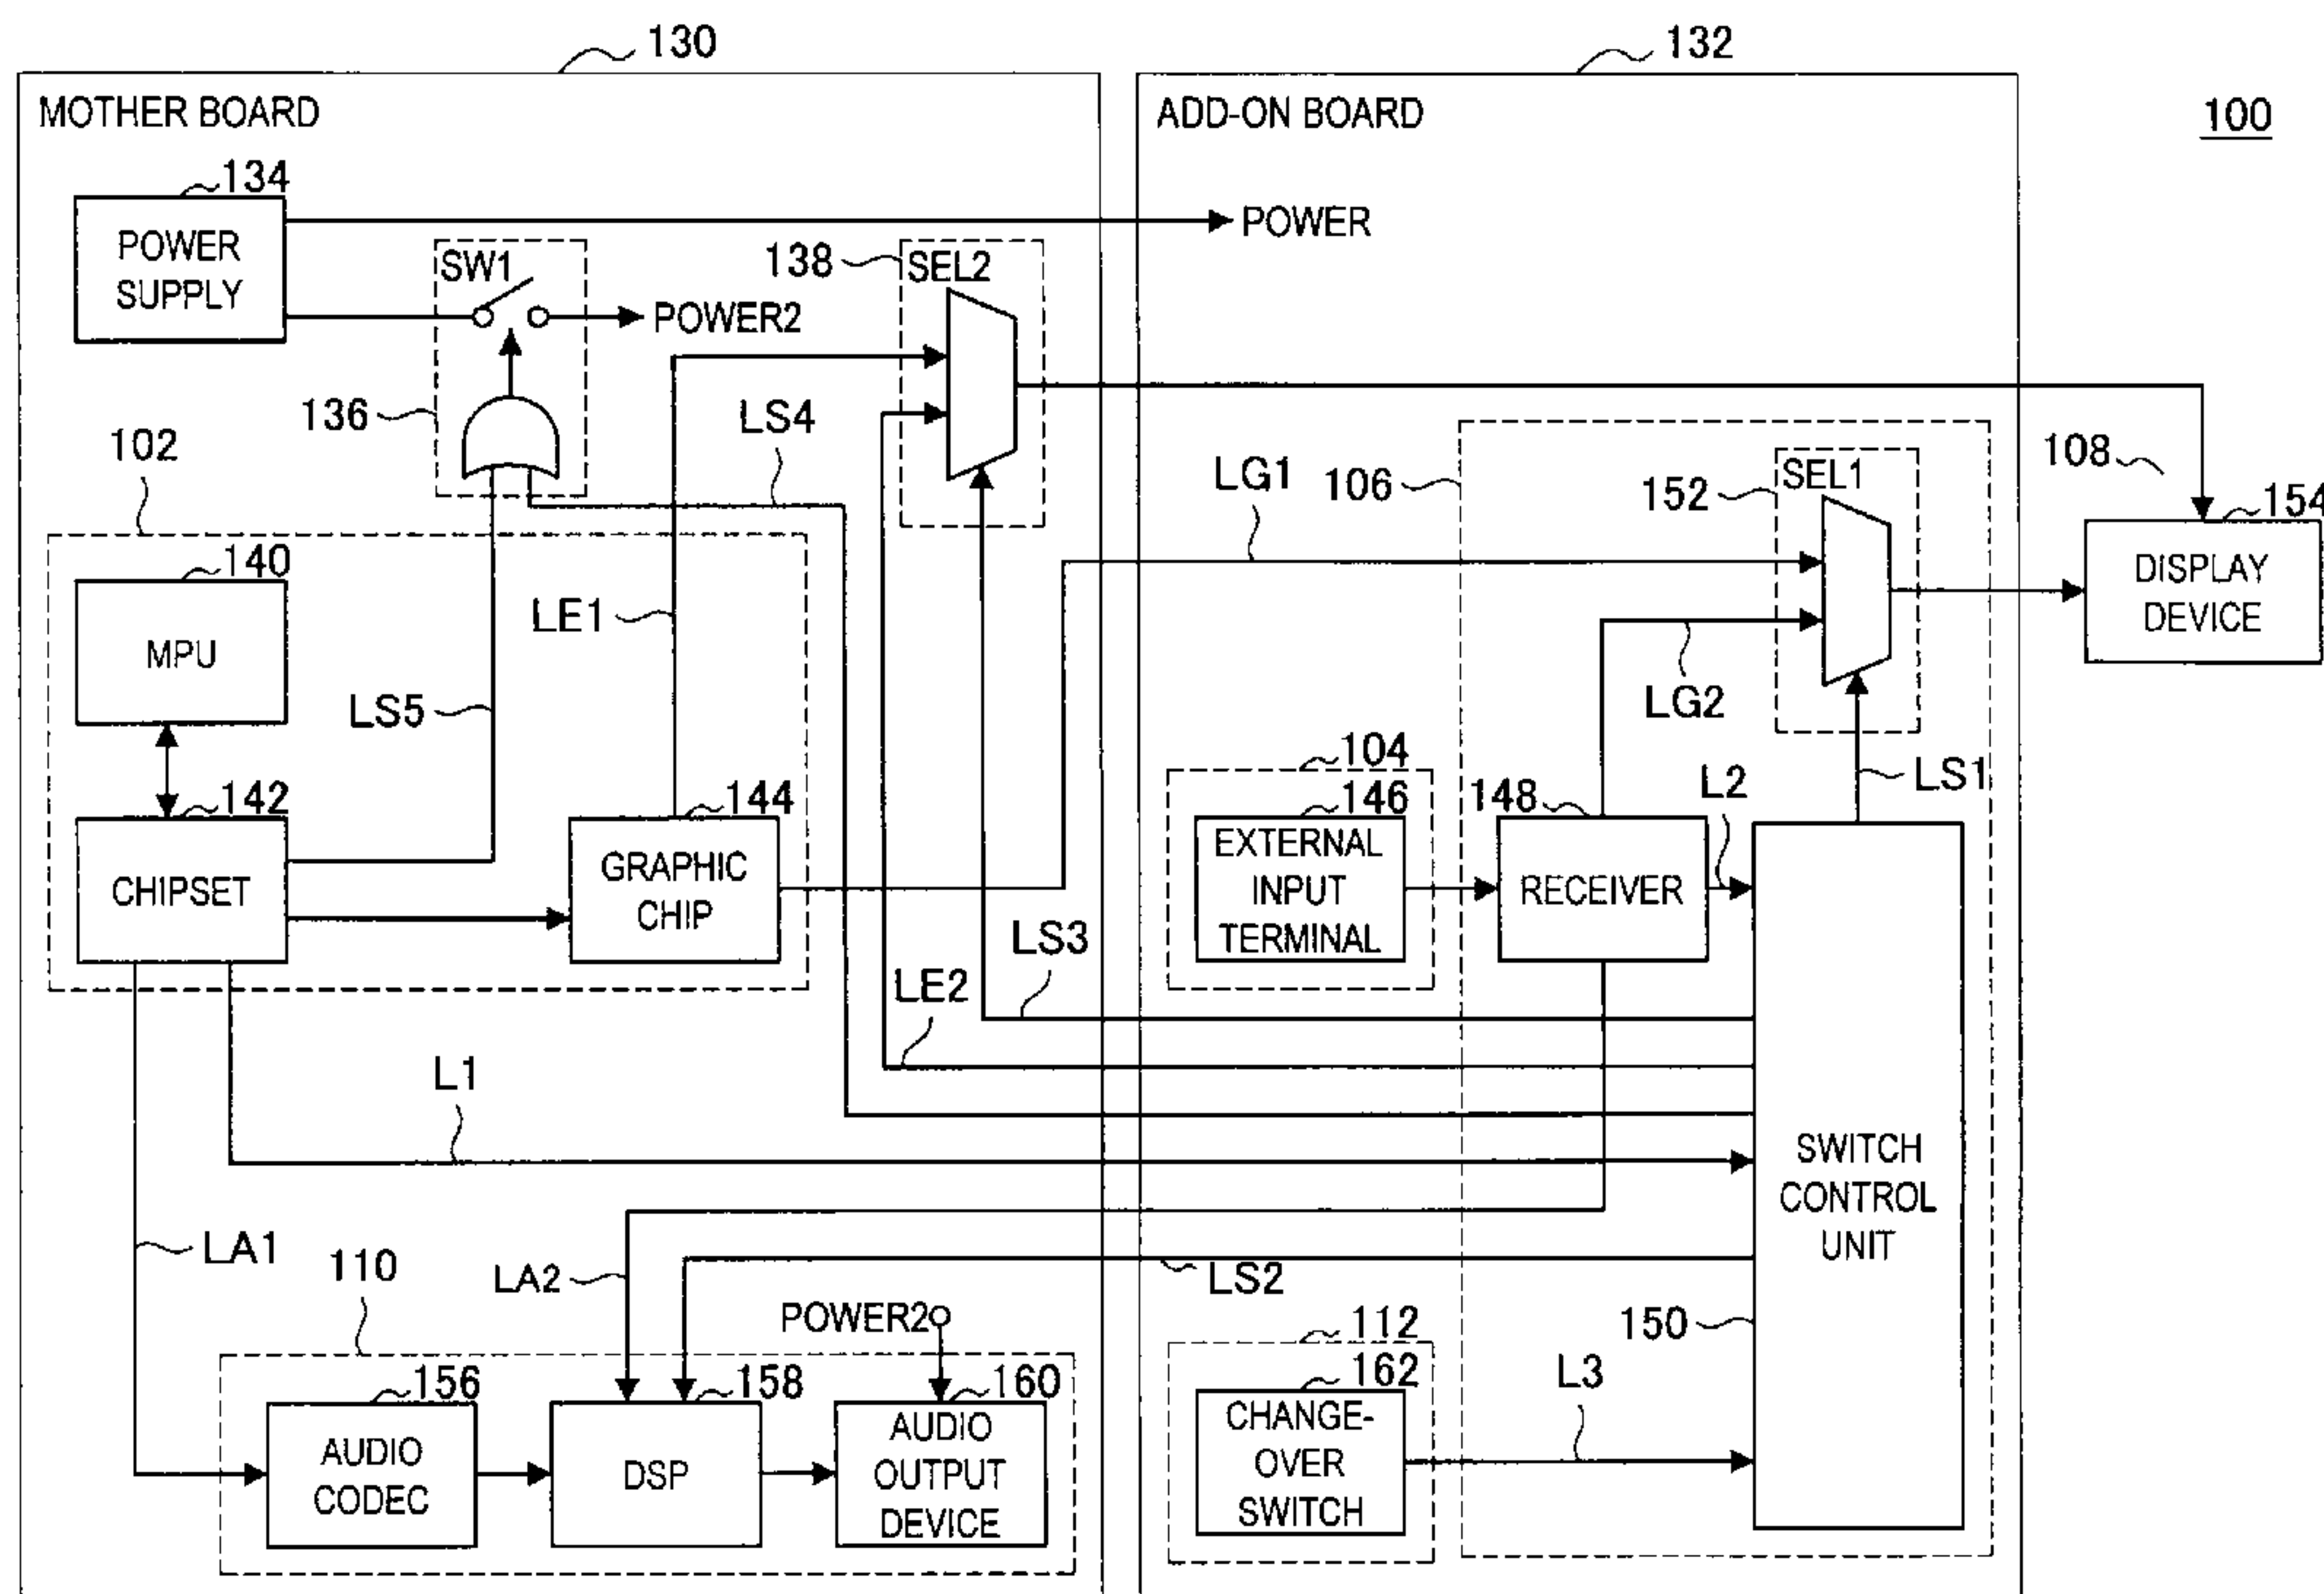 130
132
MOTHER BOARD
ADD-ON BOARD
100
134
POWER
SUPPLY
POWER
SW1
138
SEL2
POWER2
136
LS4
102
LG1
106
152
SEL1
108
154
DISPLAY
DEVICE
140
MPU
LE1
LS5
LG2
104
146
148
L2
LS1
142
CHIPSET
144
GRAPHIC
CHIP
EXTERNAL
INPUT
TERMINAL
RECEIVER
LS3
LE2
L1
SWITCH
CONTROL
UNIT
LA1
110
LA2
LS2
POWER2
150
112
162
156
158
160
L3
AUDIO
CODEC
DSP
AUDIO
OUTPUT
DEVICE
CHANGE-
OVER
SWITCH